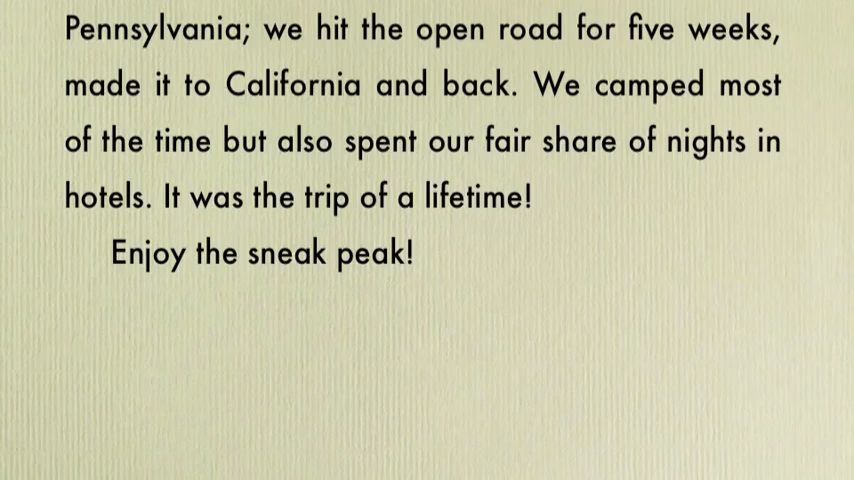 Pennsylvania; we hit the open road for five weeks,
made it to California and back. We camped most
of the time but also spent our fair share of nights in
hotels. It was the trip of a lifetime!
Enjoy the sneak peak!